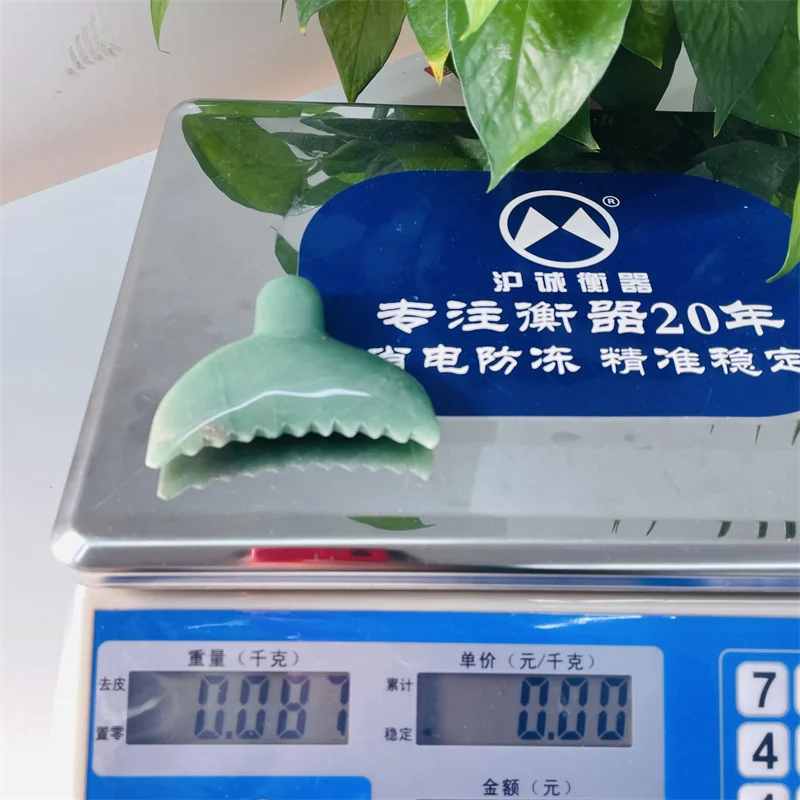 ®
沪诚衡器
专注衡器20年
省电防冻 精准稳定
重量（千克）
单价（元/千克）
去皮
置零
0.087
累计
稳定
0.00
7
4
金额（元）